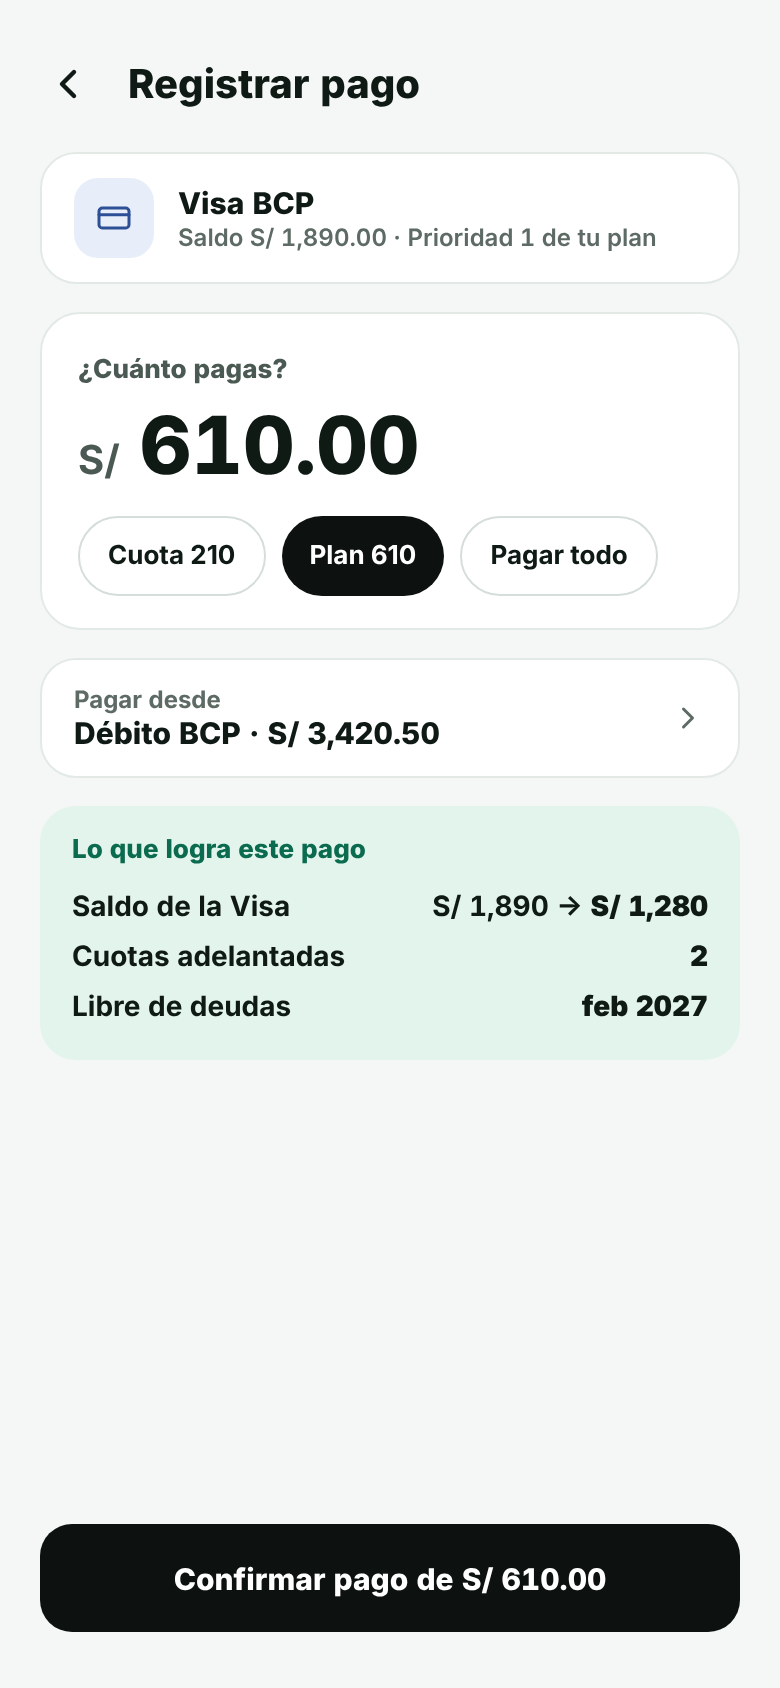 Registrar pago
Visa BCP
Saldo S/ 1,890.00 · Prioridad 1 de tu plan
¿Cuánto pagas?
S/ 610.00
Cuota 210 Plan 610 Pagar todo
Pagar desde
Débito BCP · S/ 3,420.50
Lo que logra este pago
Saldo de la Visa S/ 1,890 → S/ 1,280
Cuotas adelantadas 2
Libre de deudas feb 2027
Confirmar pago de S/ 610.00